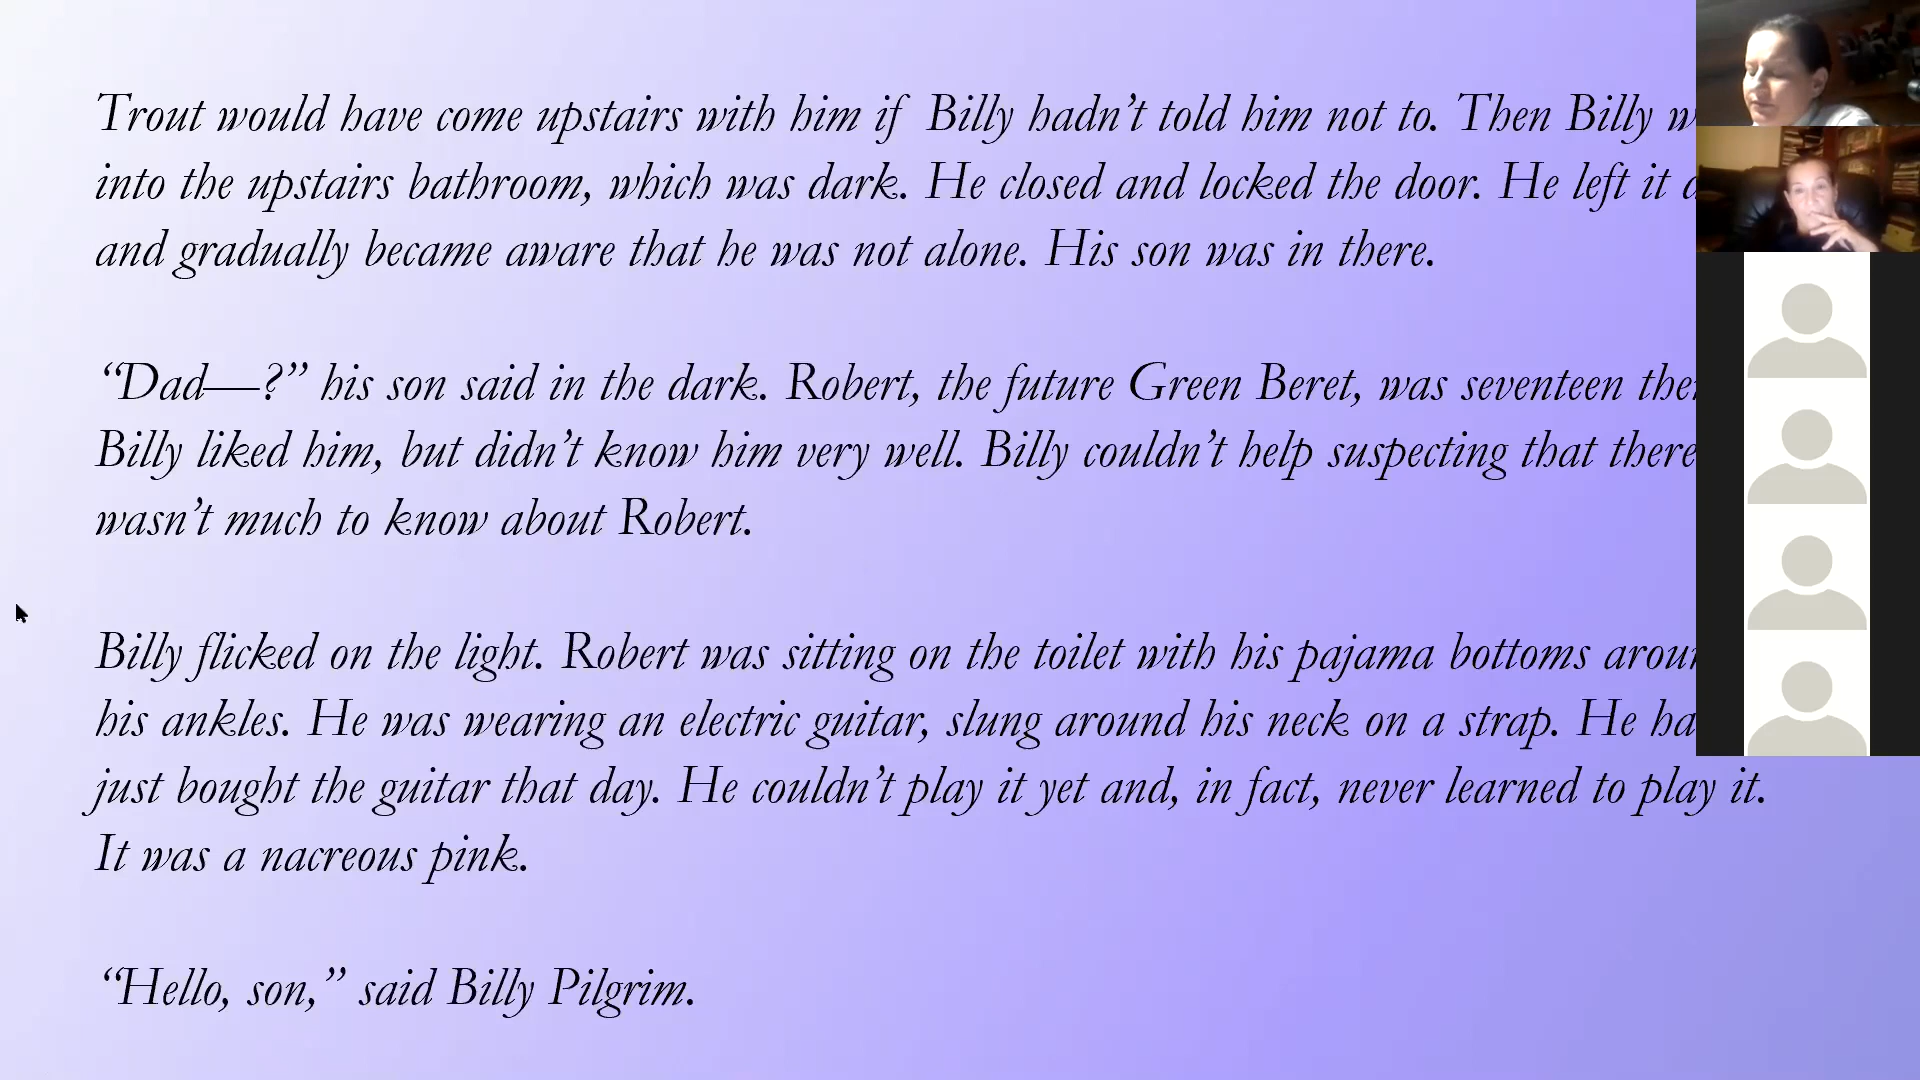 Trout would have come upstairs with him if Billy hadn’t told him not to. Then Billy
into the upstairs bathroom, which was dark. He closed and locked the door. He left it
and gradually became aware that he was not alone. His son was in there.
“Dad—?” his son said in the dark. Robert, the future Green Beret, was seventeen
Billy liked him, but didn’t know him very well. Billy couldn’t help suspecting that there
wasn’t much to know about Robert.
Billy flicked on the light. Robert was sitting on the toilet with his pajama bottoms
his ankles. He was wearing an electric guitar, slung around his neck on a strap. He
just bought the guitar that day. He couldn’t play it yet and, in fact, never learned to play it.
It was a nacreous pink.
“Hello, son,” said Billy Pilgrim.